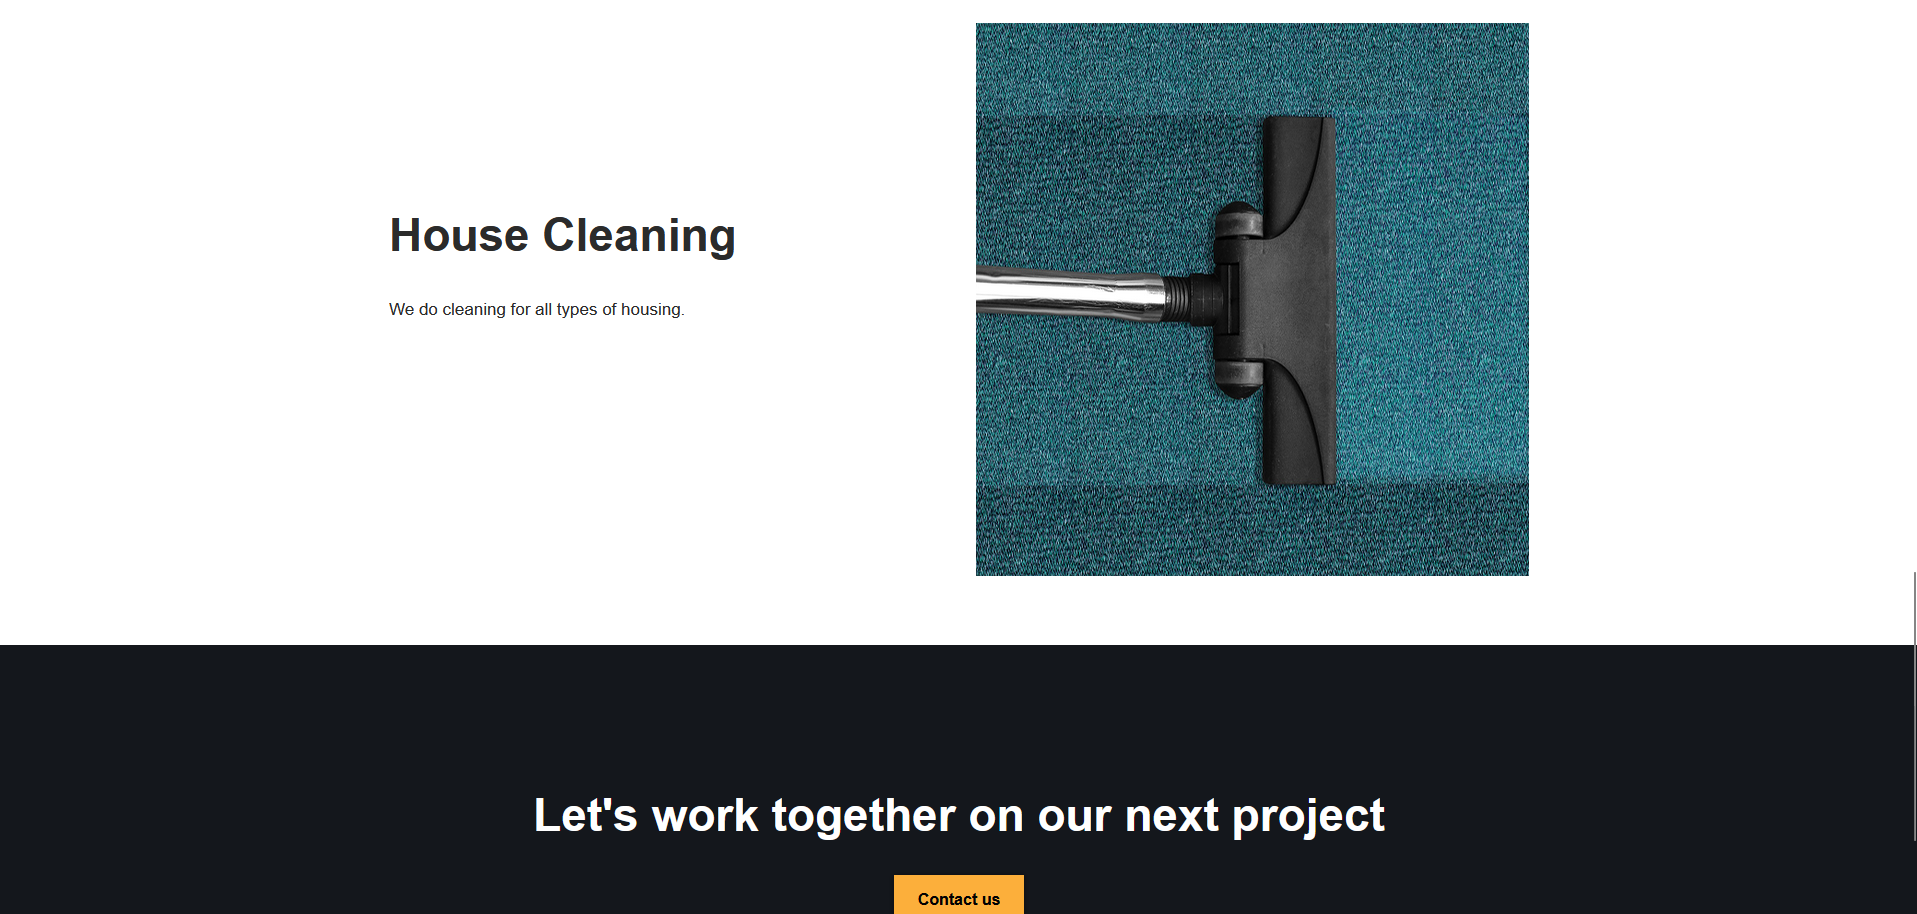 House Cleaning
We do cleaning for all types of housing.
Let's work together on our next project
Contact us